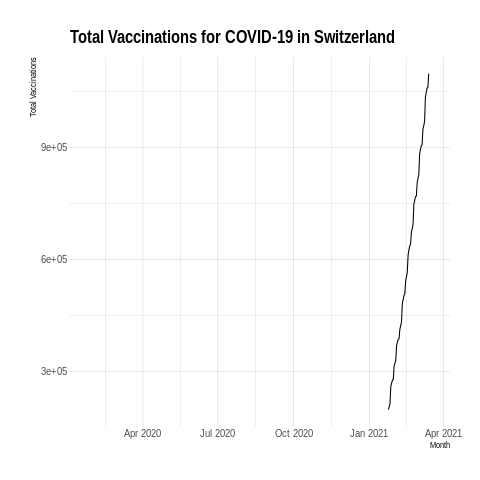 Total Vaccinations for COVID-19 in Switzerland
Total Vaccinations
9e+05
6e+05
3e+05
Apr 2020 Jul 2020 Oct 2020 Jan 2021 Apr 2021
Month